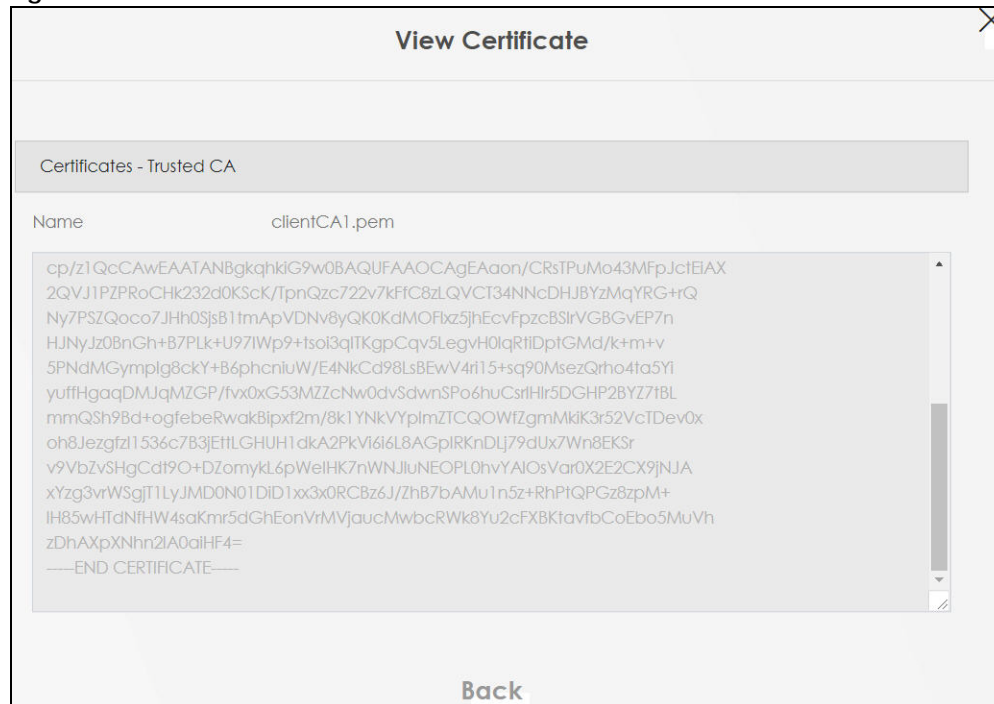 View Certificate
Certificates - Trusted CA
Name clientCA1.pem
cp/z1QcCAwEAATANBgkqhkiG9w0BAQUFAAOCAgEAaon/CRsTPuMo43MFpJctEiAX
2QVJ1PZPRoCHk232d0KScK/TpnQzc722v7kFfC8zLQVCT34NNcDHJBYzMqYRG+rQ
Ny7PSZQoco7JHh0SjsB1tmApVDNv8yQK0KdMOFlxz5jhEcvFpzcBSlrVGBGvEP7n
HJNyJz0BnGh+B7PLk+U97IWp9+tsoi3qlTKgpCqv5LegvH0lqRtiDptGMd/k+m+v
5PNdMGymplg8ckY+B6phcniuW/E4NkCd98LsBEwV4ri15+sq90MsezQrho4ta5Yi
yuffHgaqDMJqMZGP/fvx0xG53MZZcNw0dvSdwnSPo6huCsrlHlr5DGHP2BYZ7tBL
mmQSh9Bd+ogfebeRwakBipxf2m/8k1YNkVYplmZTCQOWfZgmMkiK3r52VcTDev0x
oh8Jezgfzl1536c7B3jEttLGHUH1dkA2PkVi6i6L8AGpIRKnDLj79dUx7Wn8EKSr
v9VbZvSHgCdt9O+DZomykL6pWeIHK7nWNJluNEOPL0hvYAIOsVar0X2E2CX9jNJA
xYzg3vrWSgjT1LyJMD0N01DiD1xx3x0RCBz6J/ZhB7bAMu1n5z+RhPtQPGz8zpM+
lH85wHTdNfHW4saKmr5dGhEonVrMVjaucMwbcRWk8Yu2cFXBKtavfbCoEbo5MuVh
zDhAXpXNhn2lA0aiHF4=
-----END CERTIFICATE-----
Back